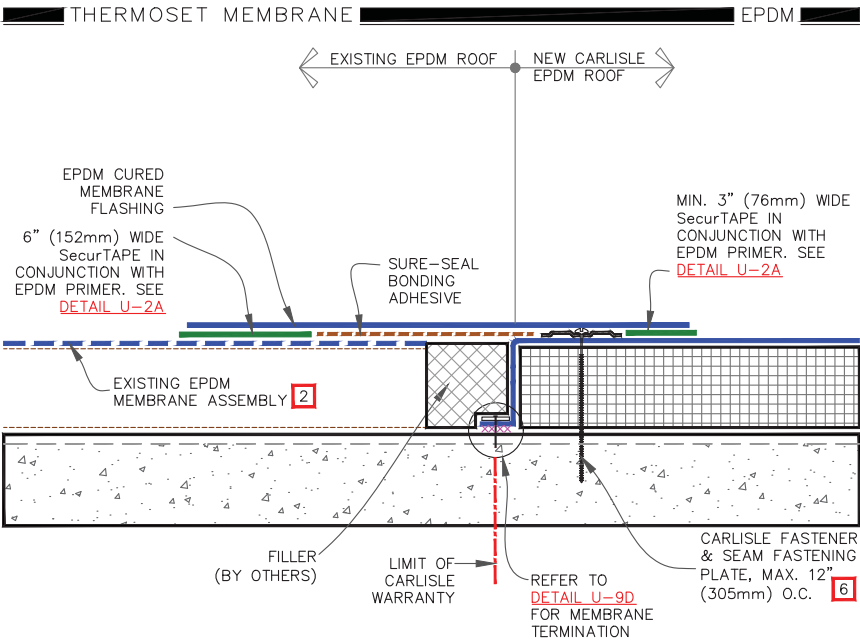 THERMOSET MEMBRANE
EPDM
EXISTING EPDM ROOF
NEW CARLISLE
EPDM ROOF
EPDM CURED
MEMBRANE
FLASHING
6" (152mm) WIDE
SecurTAPE IN
CONJUNCTION WITH
EPDM PRIMER. SEE
DETAIL U-2A
SURE-SEAL
BONDING
ADHESIVE
MIN. 3" (76mm) WIDE
SecurTAPE IN
CONJUNCTION WITH
EPDM PRIMER. SEE
DETAIL U-2A
EXISTING EPDM
MEMBRANE ASSEMBLY 2
FILLER
(BY OTHERS)
LIMIT OF
CARLISLE
WARRANTY
REFER TO
DETAIL U-9D
FOR MEMBRANE
TERMINATION
CARLISLE FASTENER
& SEAM FASTENING
PLATE, MAX. 12"
(305mm) O.C. 6